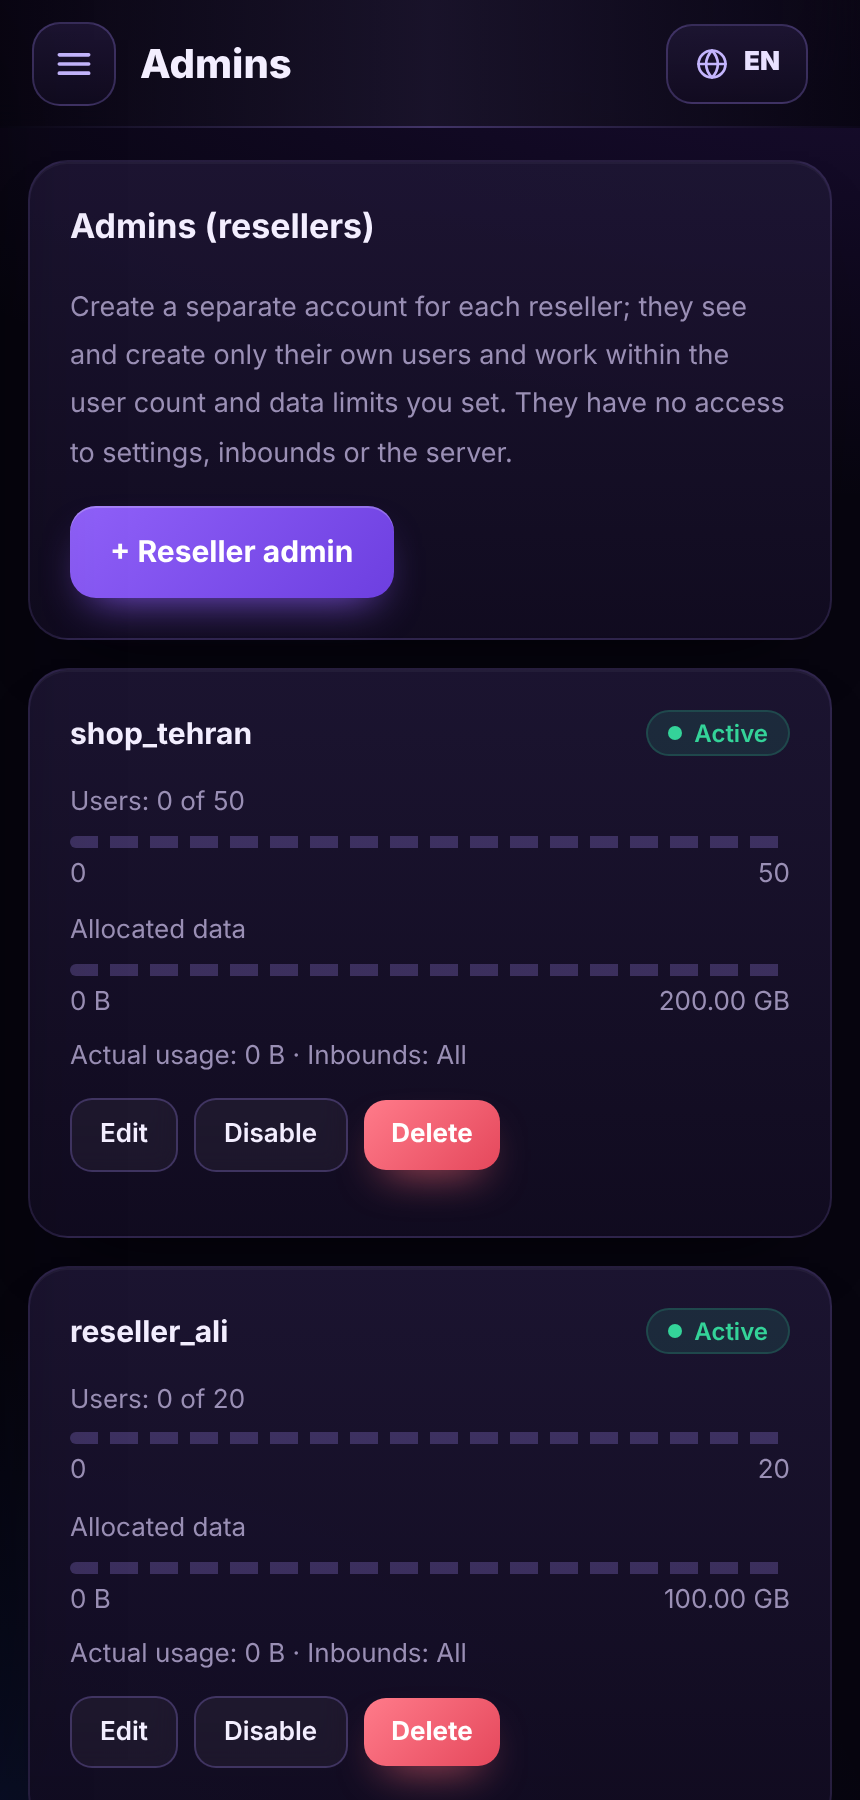 Admins
EN
Admins (resellers)
Create a separate account for each reseller; they see
and create only their own users and work within the
user count and data limits you set. They have no access
to settings, inbounds or the server.
+ Reseller admin
shop_tehran
Active
Users: 0 of 50
0 50
Allocated data
0 B 200.00 GB
Actual usage: 0 B · Inbounds: All
Edit Disable Delete
reseller_ali
Active
Users: 0 of 20
0 20
Allocated data
0 B 100.00 GB
Actual usage: 0 B · Inbounds: All
Edit Disable Delete